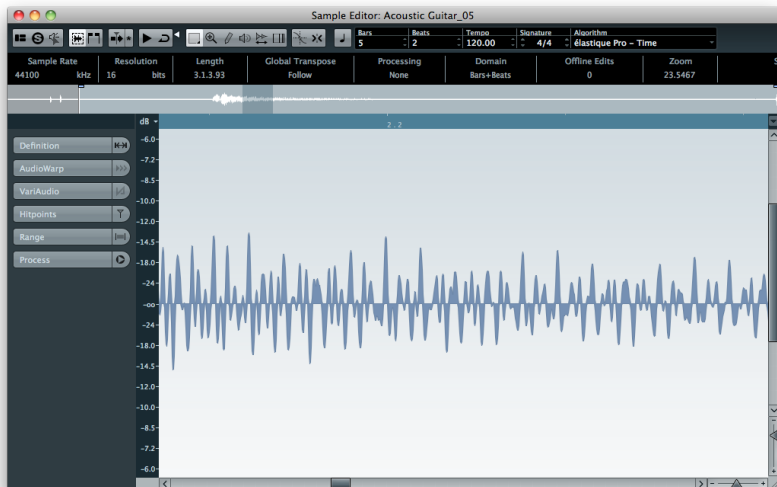 Sample Editor: Acoustic Guitar_05
Bars Beats Tempo Signature Algorithm
5 2 120.00 4/4 élastique Pro – Time
Sample Rate Resolution Length Global Transpose Processing Domain Offline Edits Zoom S
44100 kHz 16 bits 3.1.3.93 Follow None Bars+Beats 0 23.5467
dB
2.2
Definition
AudioWarp
VariAudio
Hitpoints
Range
Process
-6.0
-7.2
-8.5
-10.0
-12.0
-14.5
-18.0
-24
-oo
-24
-18.0
-14.5
-12.0
-10.0
-8.5
-7.2
-6.0